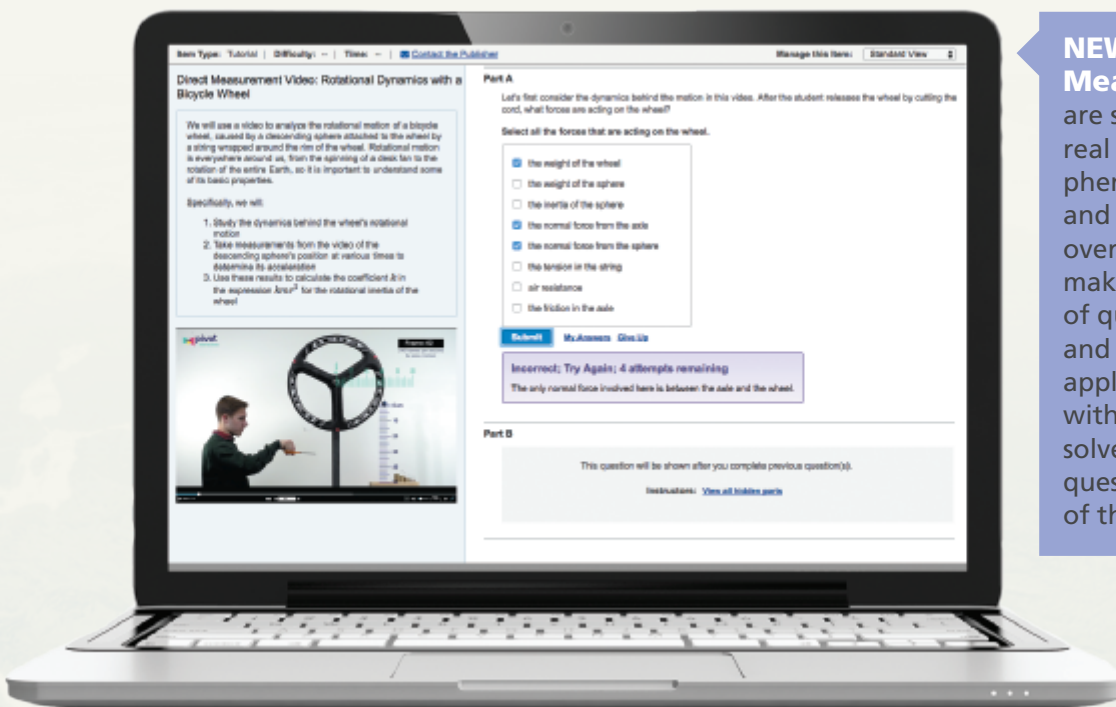 Item Type: Tutorial | Difficulty: -- | Time: -- | Contact the Publisher
Manage this Item: Standard View
Direct Measurement Video: Rotational Dynamics with a
Bicycle Wheel
We will use a video to analyze the rotational motion of a bicycle
wheel, caused by a descending sphere attached to the wheel by
a string wrapped around the rim of the wheel. Rotational motion
is everywhere around us, from the spinning of a desk fan to the
rotation of the entire Earth, so it is important to understand some
of its basic properties.
Specifically, we will:
1. Study the dynamics behind the wheel's rotational
motion
2. Take measurements from the video of the
descending sphere's position at various times to
determine its acceleration
3. Use these results to calculate the coefficient k in
the expression kmr² for the rotational inertia of the
wheel
pivot
Part A
Let's first consider the dynamics behind the motion in this video. After the student releases the wheel by cutting the
cord, what forces are acting on the wheel?
Select all the forces that are acting on the wheel.
the weight of the wheel
the weight of the sphere
the inertia of the sphere
the normal force from the axle
the normal force from the sphere
the tension in the string
air resistance
the friction in the axle
Submit My Answers Give Up
Incorrect; Try Again; 4 attempts remaining
The only normal force involved here is between the axle and the wheel.
Part B
This question will be shown after you complete previous question(s).
Instructors: View all hidden parts
NEW
Mea
are s
real
phen
and
over
mak
of qu
and
appl
with
solve
ques
of th